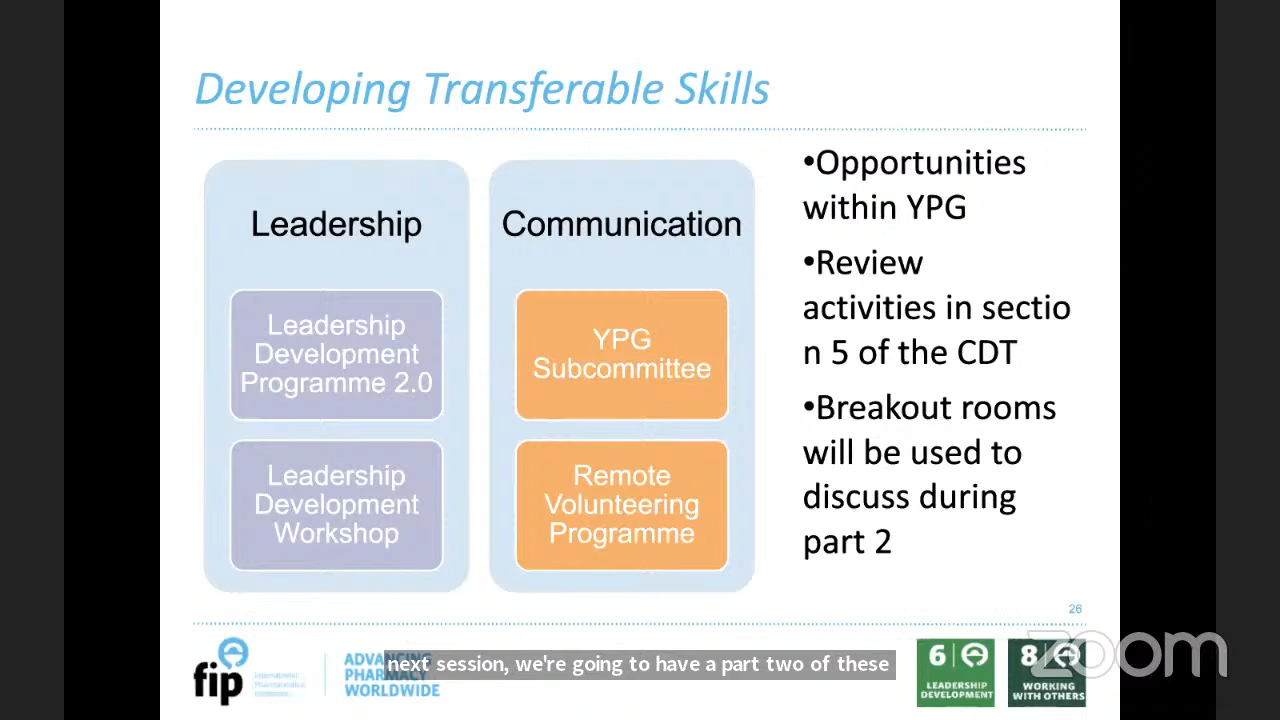 Developing Transferable Skills
Leadership
Leadership
Development
Programme 2.0
Leadership
Development
Workshop
Communication
YPG
Subcommittee
Remote
Volunteering
Programme
•Opportunities
within YPG
•Review
activities in sectio
n 5 of the CDT
•Breakout rooms
will be used to
discuss during
part 2
26
fip
International
Pharmaceutical
Federation
ADVANCING
PHARMACY
WORLDWIDE
next session, we're going to have a part two of these
6
LEADERSHIP
DEVELOPMENT
8
WORKING
WITH OTHERS
zoom